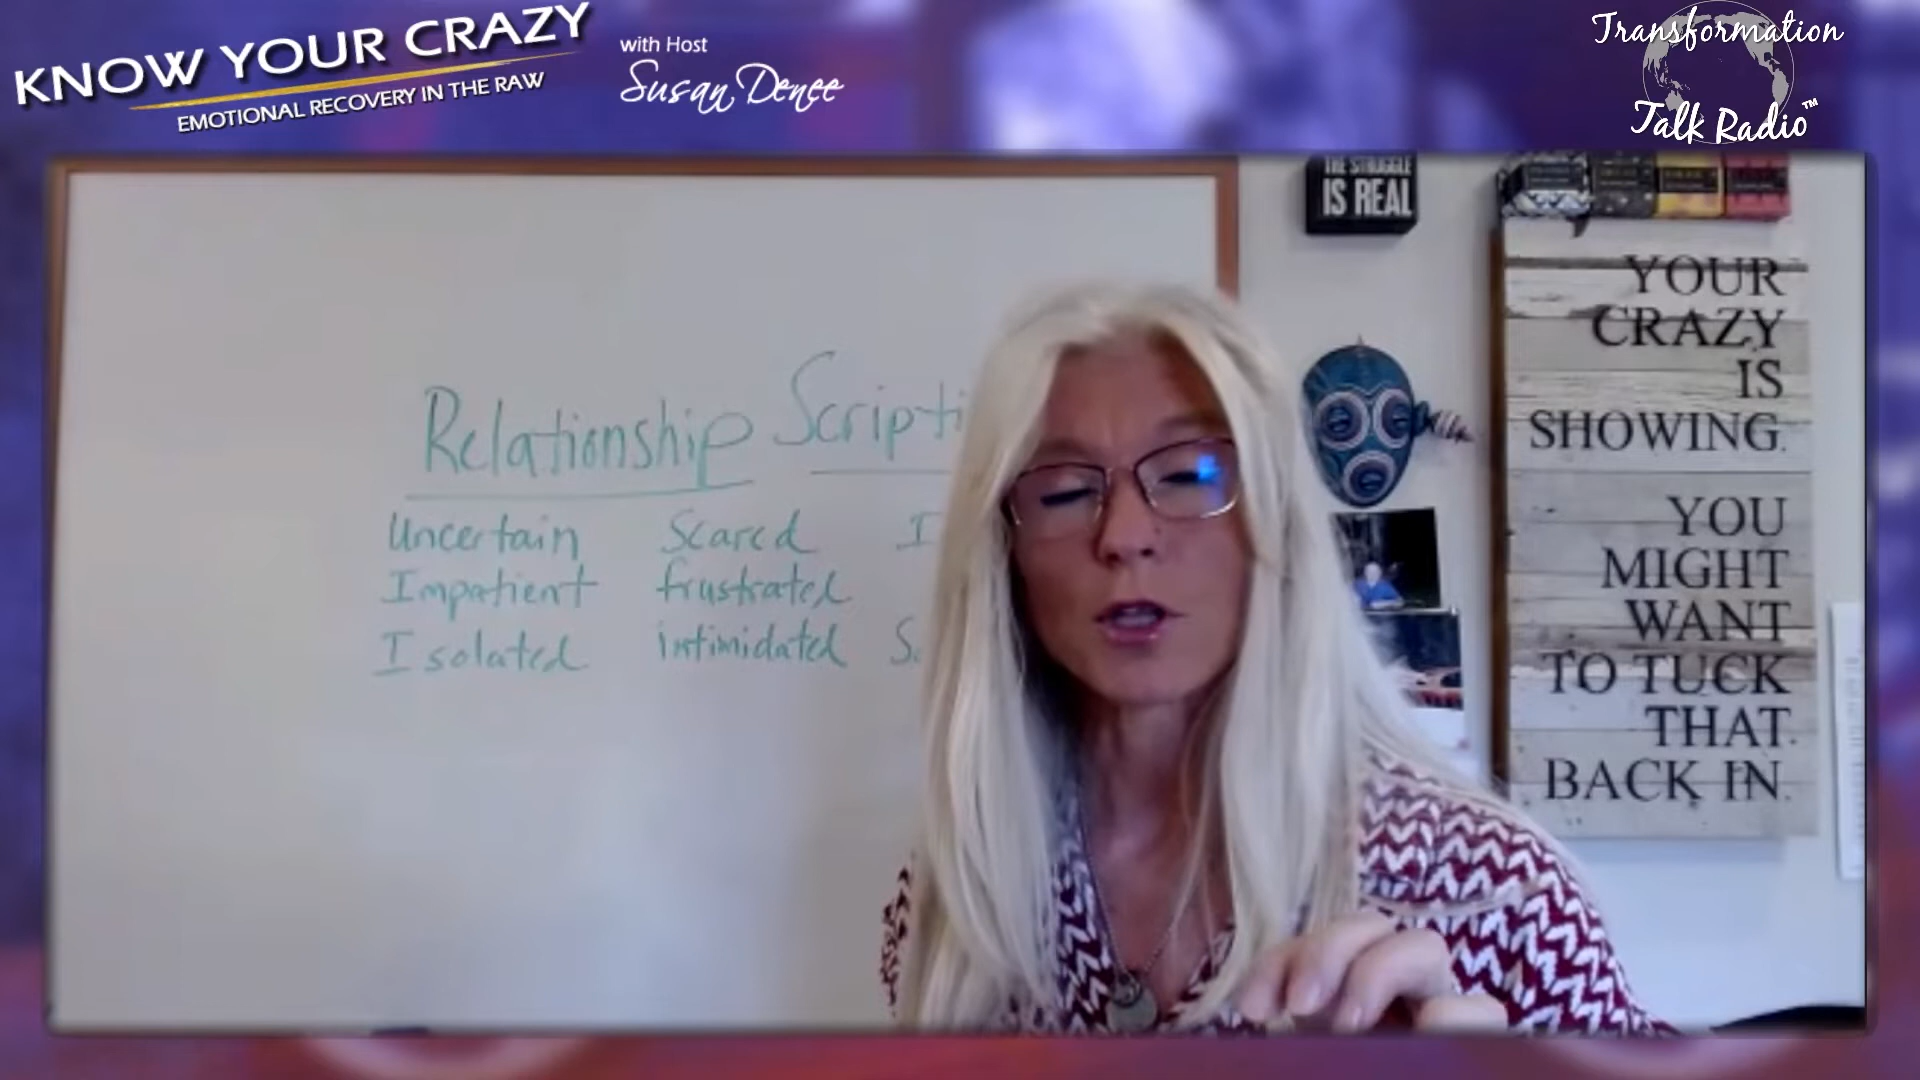 KNOW YOUR CRAZY
EMOTIONAL RECOVERY IN THE RAW
with Host
Susan Denee
Transformation
Talk Radio™
THE STRUGGLE
IS REAL
Relationship Scripti
Uncertain Scared I
Impatient frustrated
Isolated intimidated S
YOUR
CRAZY
IS
SHOWING.
YOU
MIGHT
WANT
TO TUCK
THAT
BACK IN.